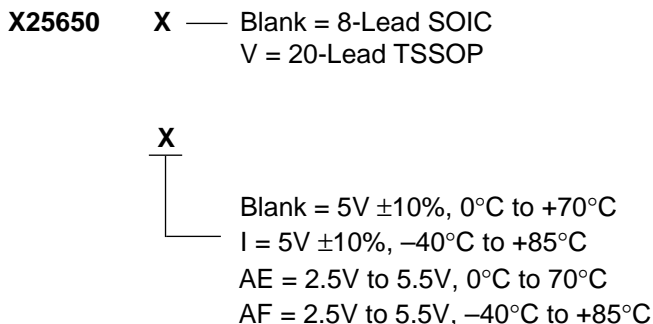 X25650 X Blank = 8-Lead SOIC
V = 20-Lead TSSOP
X
Blank = 5V ±10%, 0°C to +70°C
I = 5V ±10%, –40°C to +85°C
AE = 2.5V to 5.5V, 0°C to 70°C
AF = 2.5V to 5.5V, –40°C to +85°C